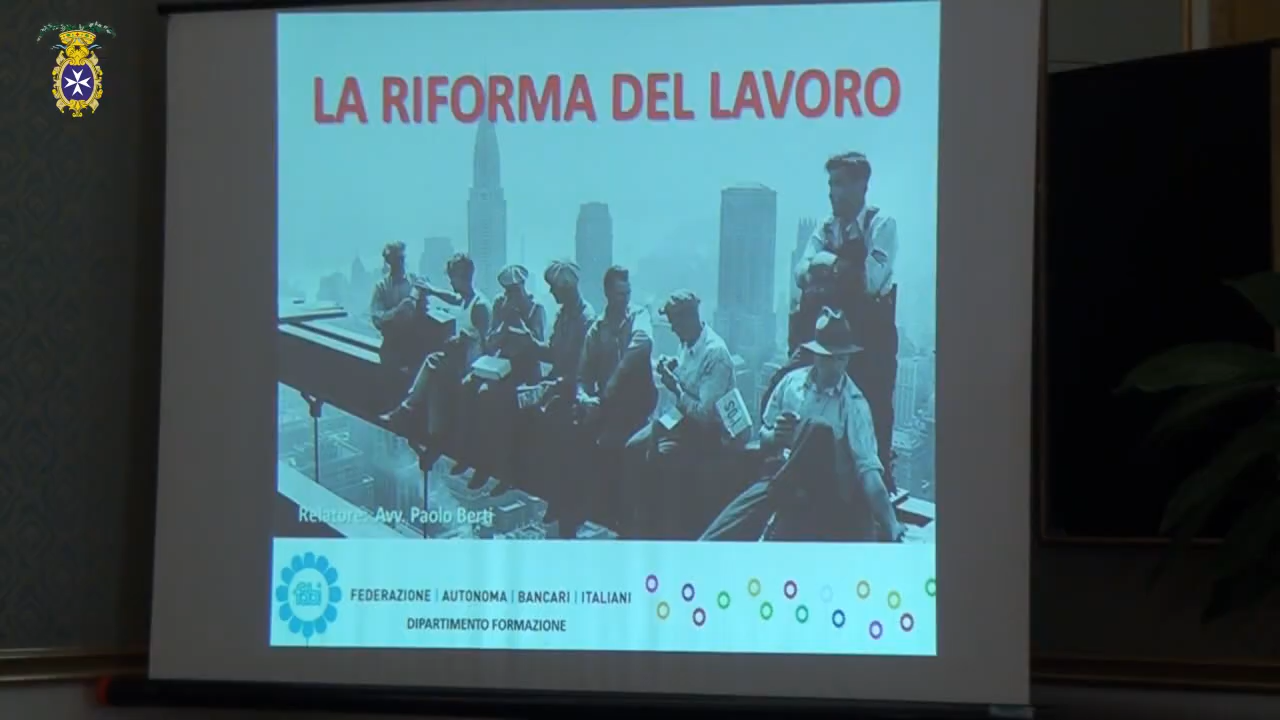 LA RIFORMA DEL LAVORO
Relatore: Avv. Paolo Berti
FEDERAZIONE | AUTONOMA | BANCARI | ITALIANI
DIPARTIMENTO FORMAZIONE